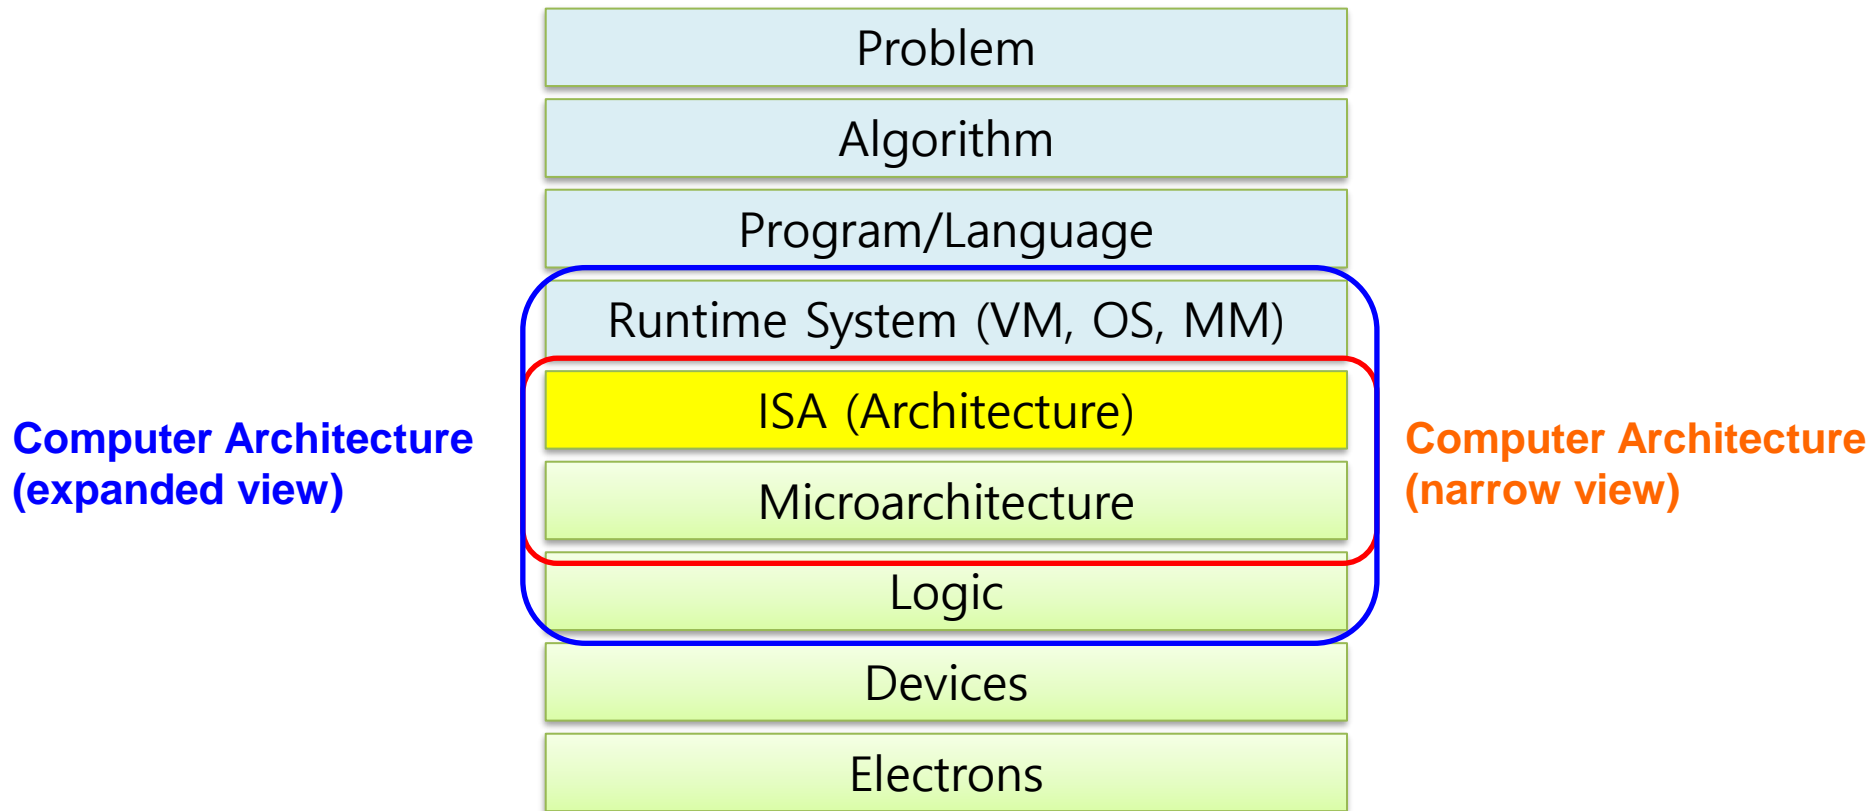 Problem
Algorithm
Program/Language
Runtime System (VM, OS, MM)
ISA (Architecture)
Microarchitecture
Logic
Devices
Electrons
Computer Architecture
(expanded view)
Computer Architecture
(narrow view)